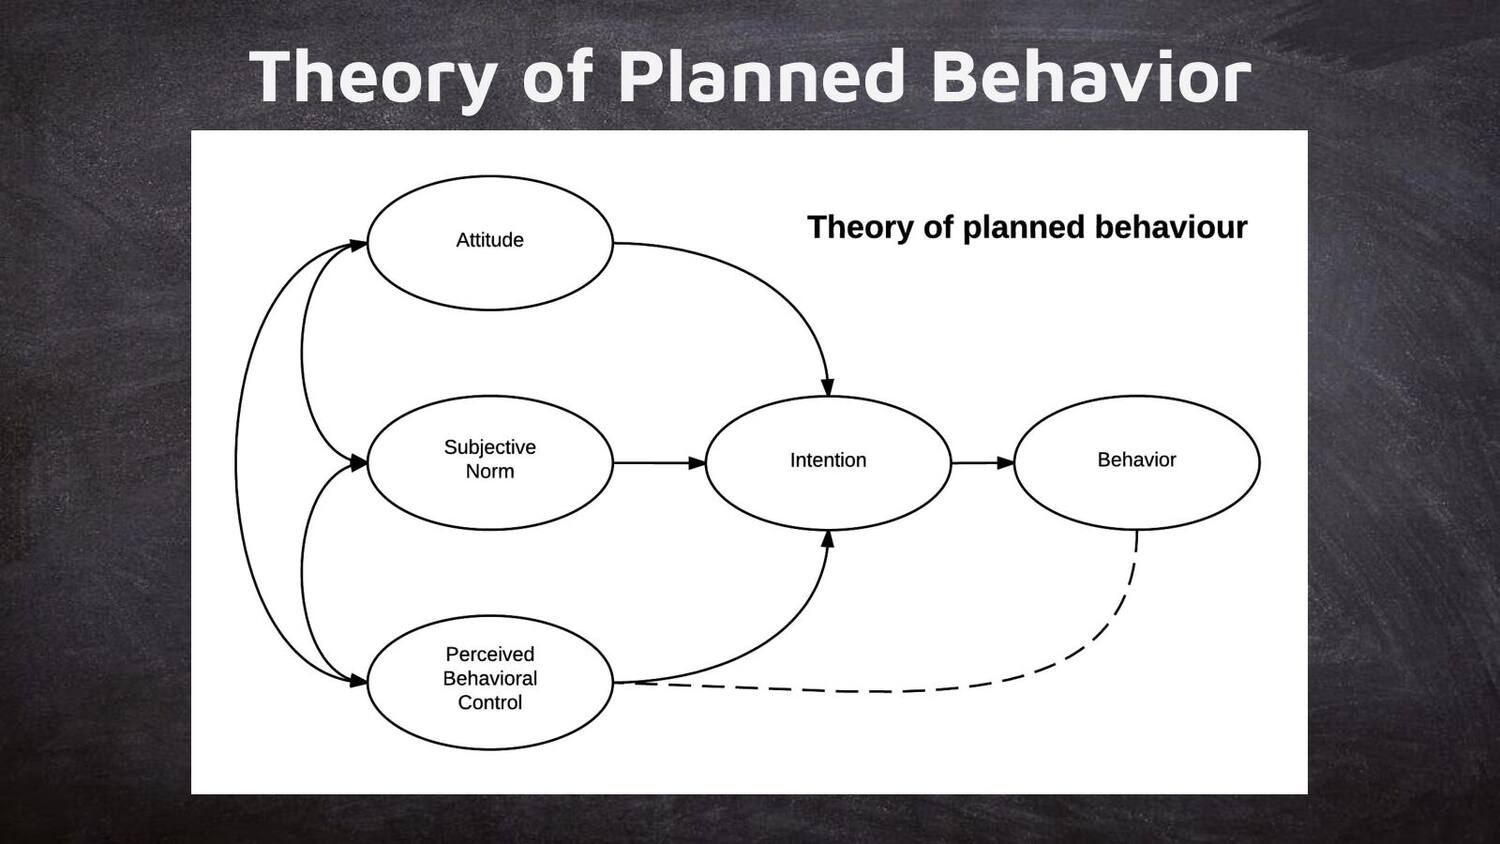 Theory of Planned Behavior
Theory of planned behaviour
Attitude
Subjective
Norm
Intention
Behavior
Perceived
Behavioral
Control